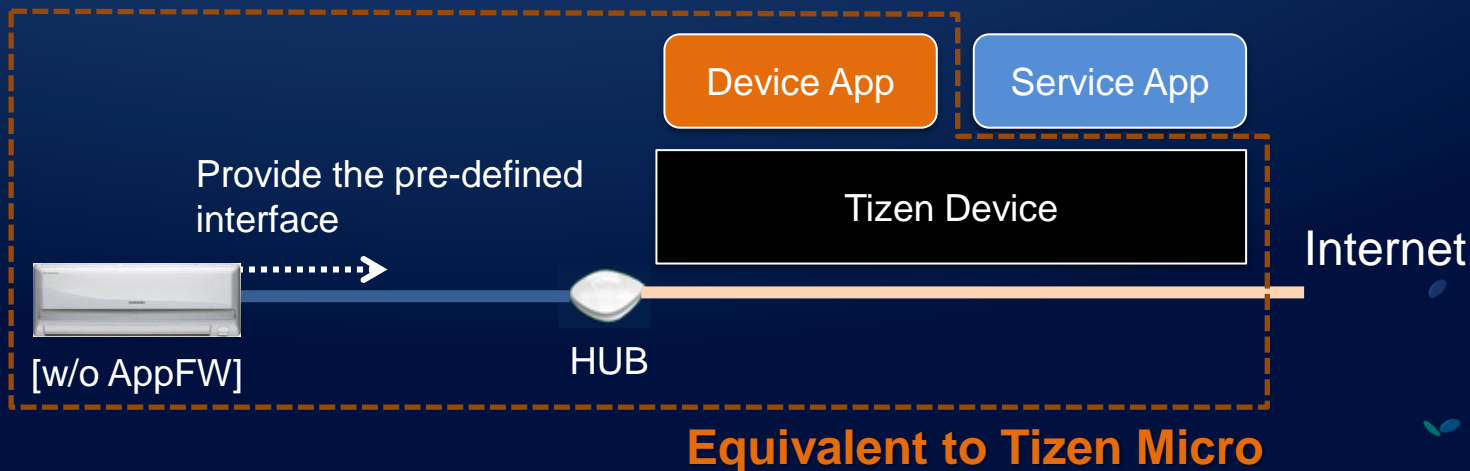 Device App
Service App
Provide the pre-defined
interface
Tizen Device
Internet
[w/o AppFW]
HUB
Equivalent to Tizen Micro